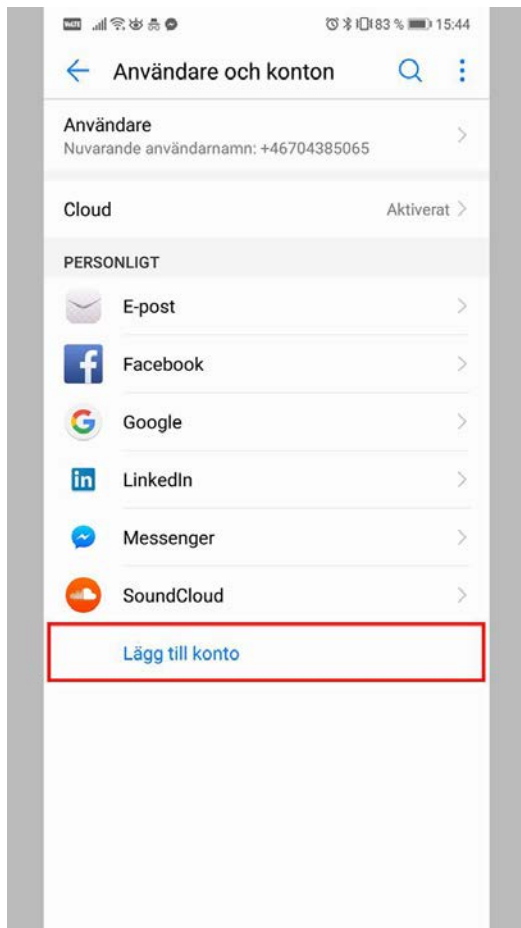 VoLTE 83 % 15:44
Användare och konton
Användare
Nuvarande användarnamn: +46704385065
Cloud Aktiverat
PERSONLIGT
E-post
Facebook
Google
LinkedIn
Messenger
SoundCloud
Lägg till konto